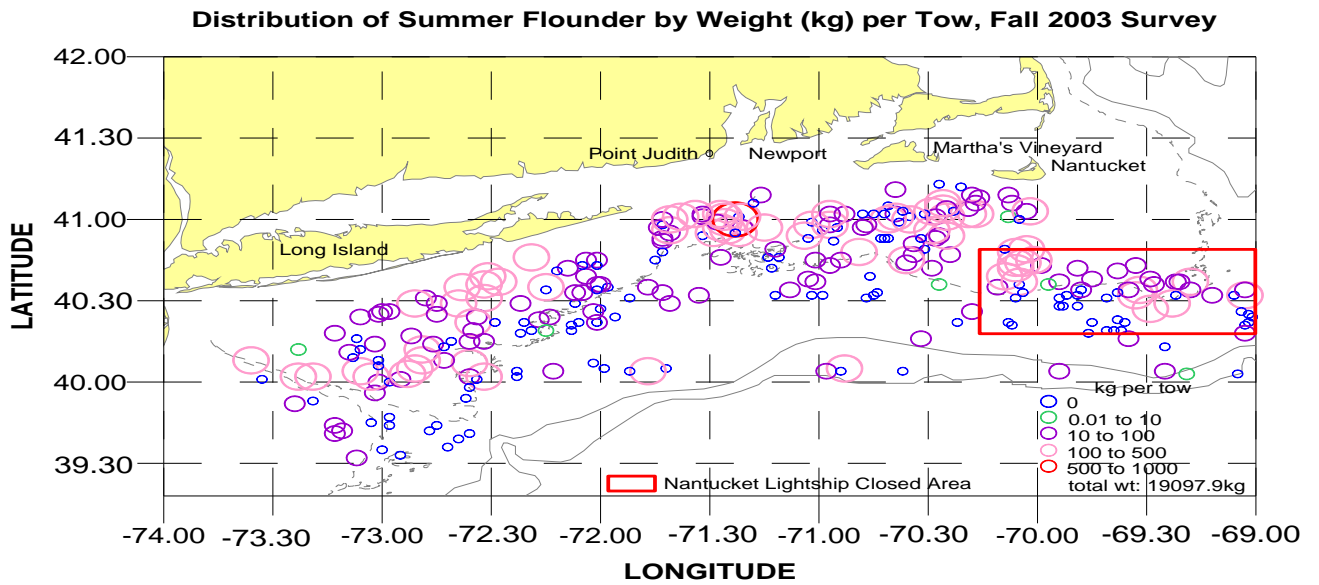 Distribution of Summer Flounder by Weight (kg) per Tow, Fall 2003 Survey
42.00
41.30
41.00
40.30
40.00
39.30
LATITUDE
Point Judith
Newport
Martha's Vineyard
Nantucket
Long Island
kg per tow
0
0.01 to 10
10 to 100
100 to 500
500 to 1000
total wt: 19097.9kg
Nantucket Lightship Closed Area
-74.00 -73.30 -73.00 -72.30 -72.00 -71.30 -71.00 -70.30 -70.00 -69.30 -69.00
LONGITUDE